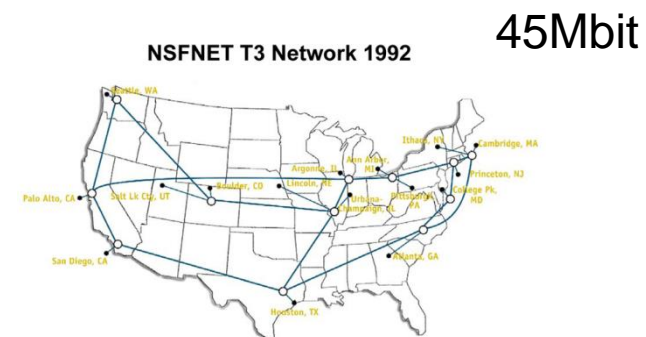 45Mbit
NSFNET T3 Network 1992
Seattle, WA
Ithaca, NY
Cambridge, MA
Ann Arbor,
MI
Argonne, IL
Princeton, NJ
Boulder, CO
Lincoln, NE
Salt Lk Cty, UT
Palo Alto, CA
Urbana-
Champaign, IL
Pittsburgh,
PA
College Pk,
MD
San Diego, CA
Atlanta, GA
Houston, TX